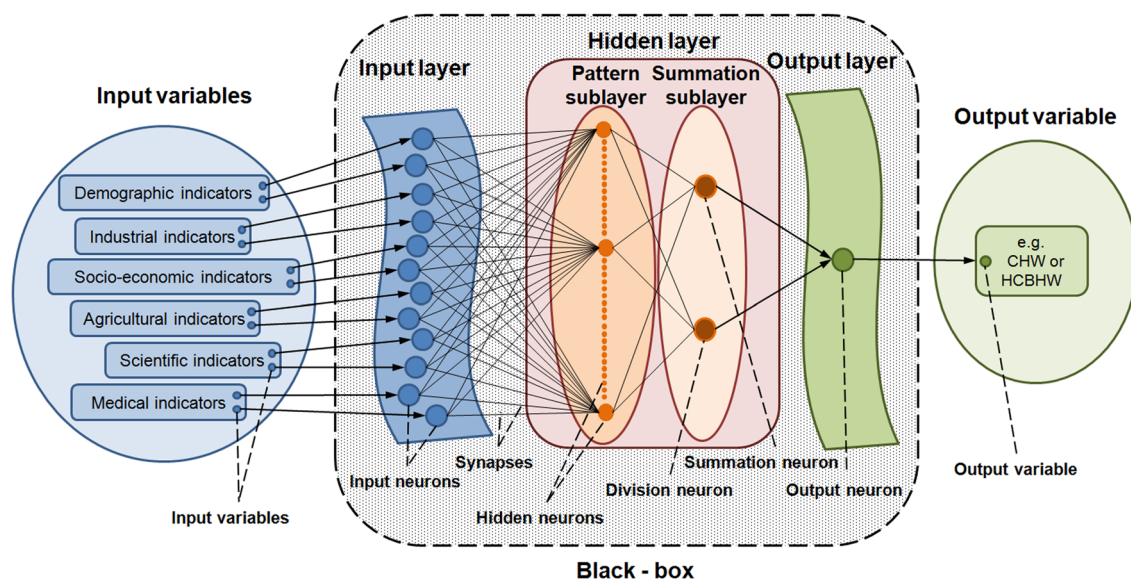 Hidden layer
Input layer
Pattern
sublayer
Summation
sublayer
Output layer
Input variables
Output variable
Demographic indicators
Industrial indicators
Socio-economic indicators
Agricultural indicators
Scientific indicators
Medical indicators
e.g.
CHW or
HCBHW
Synapses
Summation neuron
Output variable
Input neurons
Division neuron
Output neuron
Input variables
Hidden neurons
Black - box